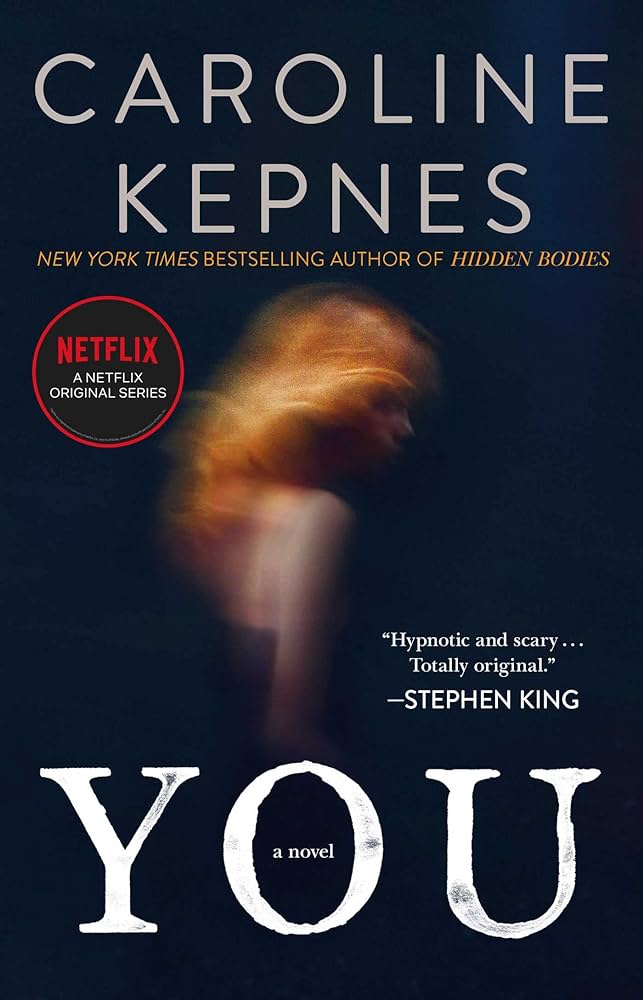 CAROLINE
KEPNES
NEW YORK TIMES BESTSELLING AUTHOR OF HIDDEN BODIES
NETFLIX
A NETFLIX
ORIGINAL SERIES
“Hypnotic and scary . . .
Totally original.”
—STEPHEN KING
YOU
a novel